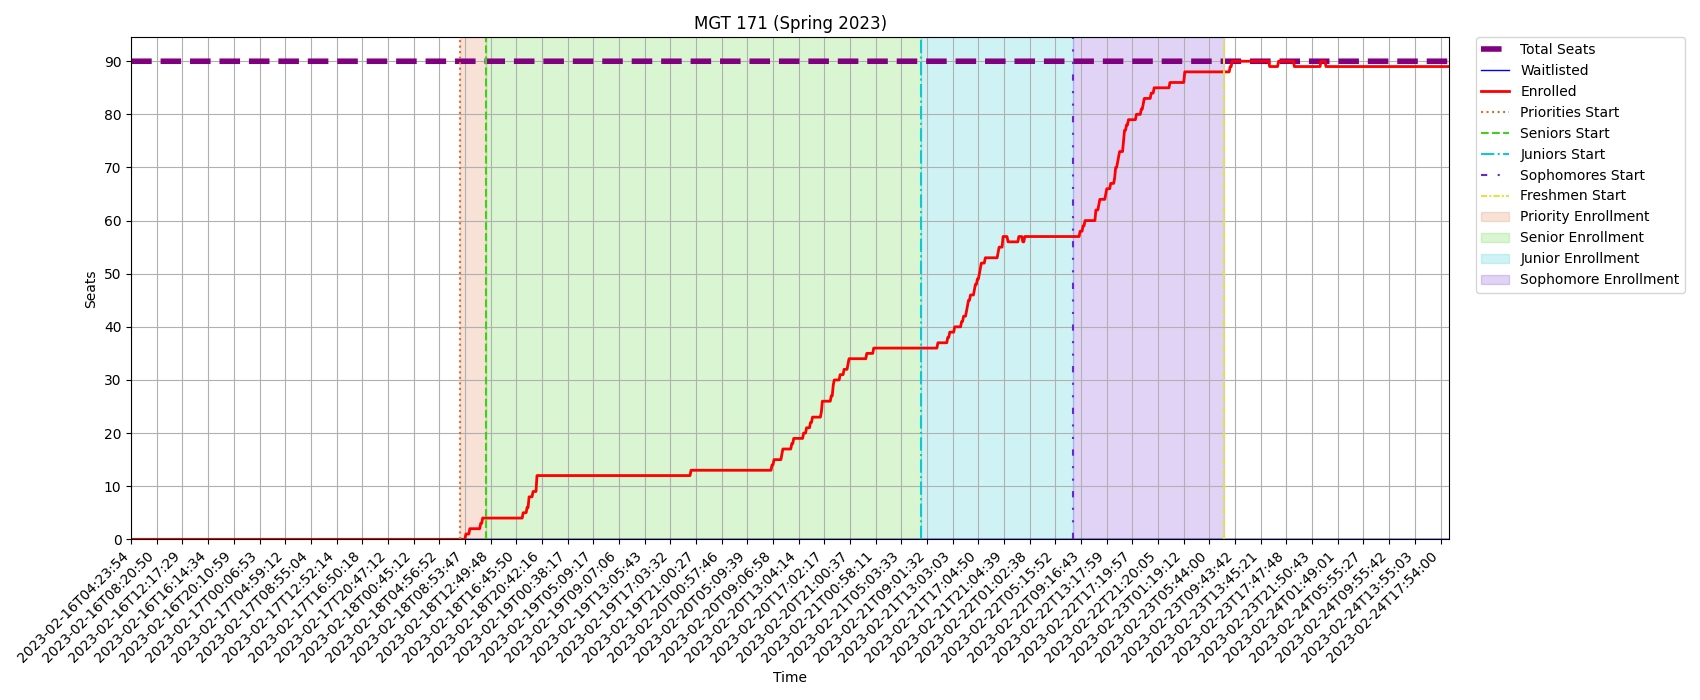 MGT 171 (Spring 2023)
Total Seats
Waitlisted
Enrolled
Priorities Start
Seniors Start
Juniors Start
Sophomores Start
Freshmen Start
Priority Enrollment
Senior Enrollment
Junior Enrollment
Sophomore Enrollment
Seats
90
80
70
60
50
40
30
20
10
0
2023-02-16T04:23:54
2023-02-16T08:20:50
2023-02-16T12:17:29
2023-02-16T16:14:34
2023-02-16T20:10:59
2023-02-17T00:06:53
2023-02-17T04:59:12
2023-02-17T08:55:04
2023-02-17T12:52:14
2023-02-17T16:50:18
2023-02-17T20:47:12
2023-02-18T00:45:12
2023-02-18T04:56:52
2023-02-18T08:53:47
2023-02-18T12:49:48
2023-02-18T16:45:50
2023-02-18T20:42:16
2023-02-19T00:38:17
2023-02-19T05:09:17
2023-02-19T09:07:06
2023-02-19T13:05:43
2023-02-19T17:03:32
2023-02-19T21:00:27
2023-02-20T00:57:46
2023-02-20T05:09:39
2023-02-20T09:06:58
2023-02-20T13:04:14
2023-02-20T17:02:17
2023-02-20T21:00:37
2023-02-21T00:58:11
2023-02-21T05:03:33
2023-02-21T09:01:32
2023-02-21T13:03:03
2023-02-21T17:04:50
2023-02-21T21:04:39
2023-02-22T01:02:38
2023-02-22T05:15:52
2023-02-22T09:16:43
2023-02-22T13:17:59
2023-02-22T17:19:57
2023-02-22T21:20:05
2023-02-23T01:19:12
2023-02-23T05:44:00
2023-02-23T09:43:42
2023-02-23T13:45:21
2023-02-23T17:47:48
2023-02-23T21:50:43
2023-02-24T01:49:01
2023-02-24T05:55:27
2023-02-24T09:55:42
2023-02-24T13:55:03
2023-02-24T17:54:00
Time